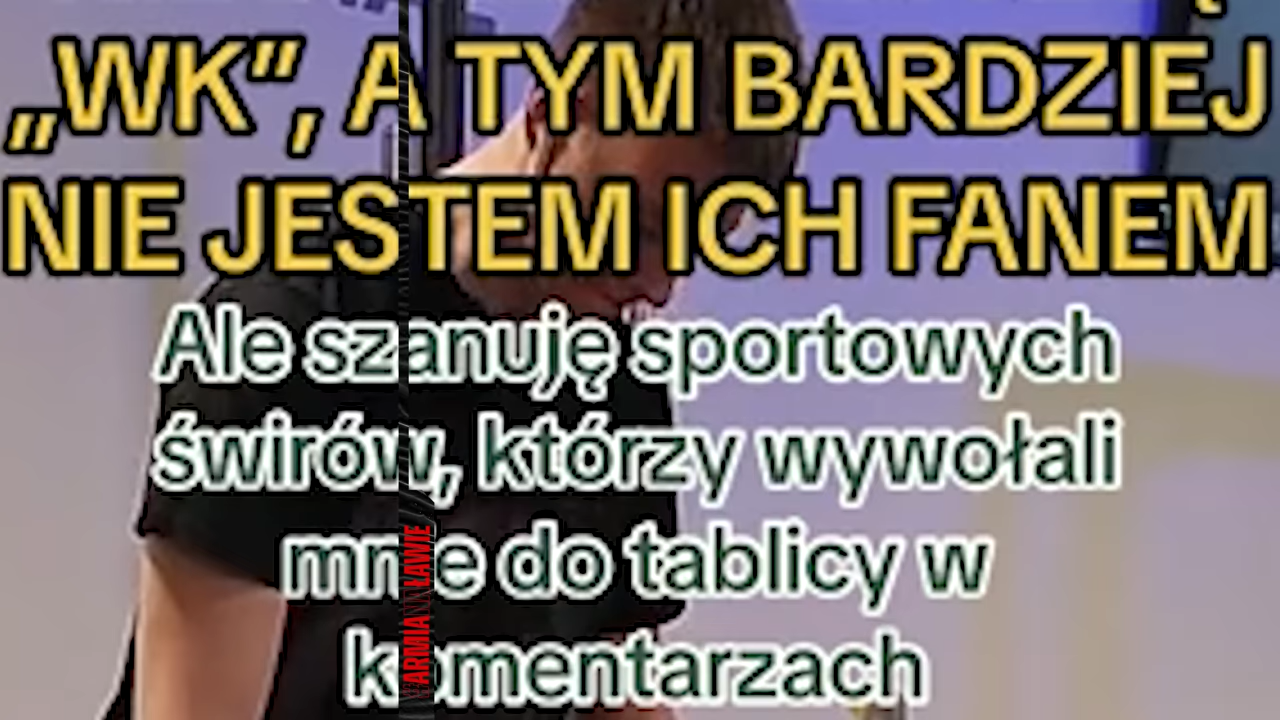 „WK”, A TYM BARDZIEJ
NIE JESTEM ICH FANEM
Ale szanuję sportowych
świrów, którzy wywołali
mnie do tablicy w
komentarzach